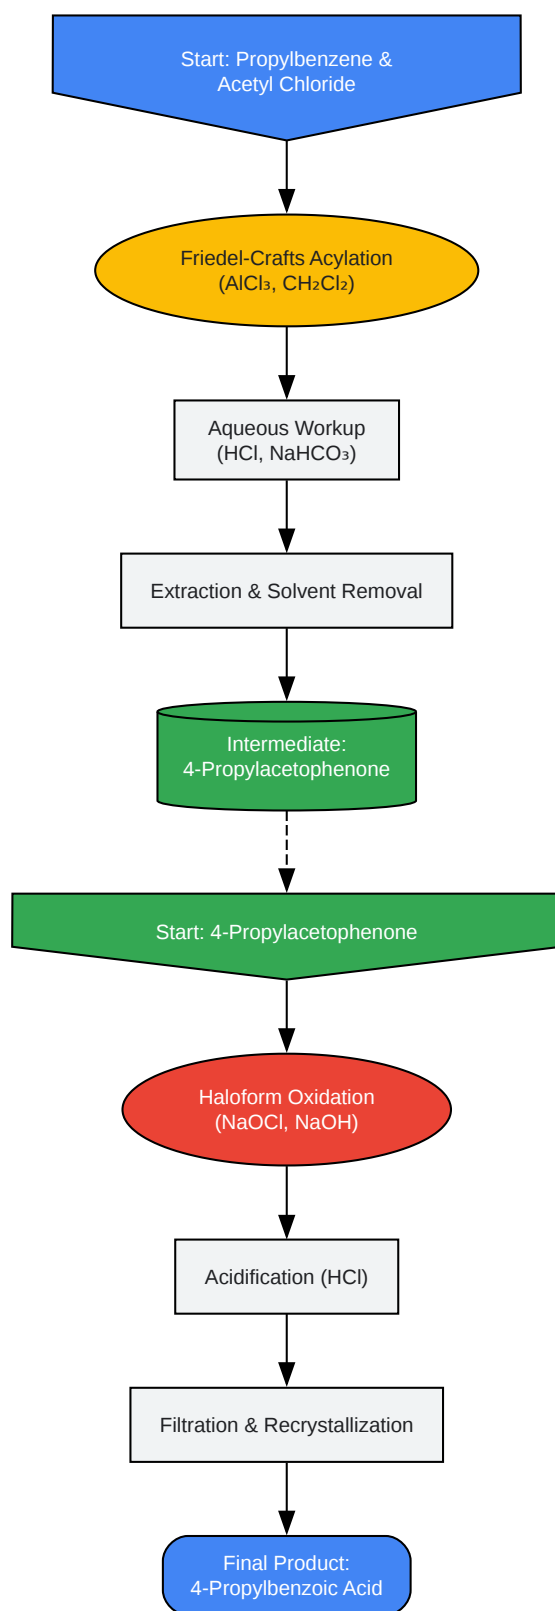 Start: Propylbenzene &
Acetyl Chloride
Friedel-Crafts Acylation
(AlCl₃, CH₂Cl₂)
Aqueous Workup
(HCl, NaHCO₃)
Extraction & Solvent Removal
Intermediate:
4-Propylacetophenone
Start: 4-Propylacetophenone
Haloform Oxidation
(NaOCl, NaOH)
Acidification (HCl)
Filtration & Recrystallization
Final Product:
4-Propylbenzoic Acid